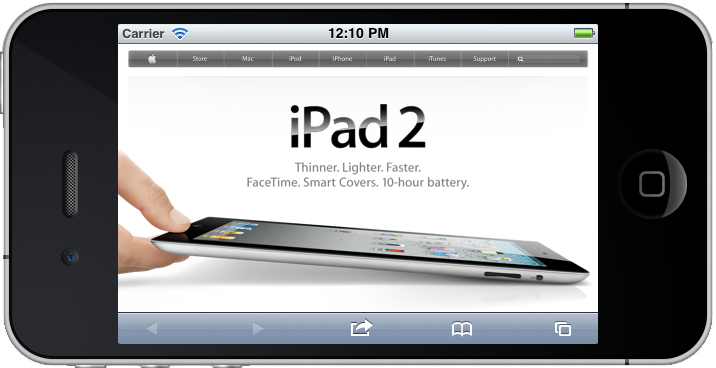 Carrier 12:10 PM
Store Mac iPod iPhone iPad iTunes Support
iPad 2
Thinner. Lighter. Faster.
FaceTime. Smart Covers. 10-hour battery.